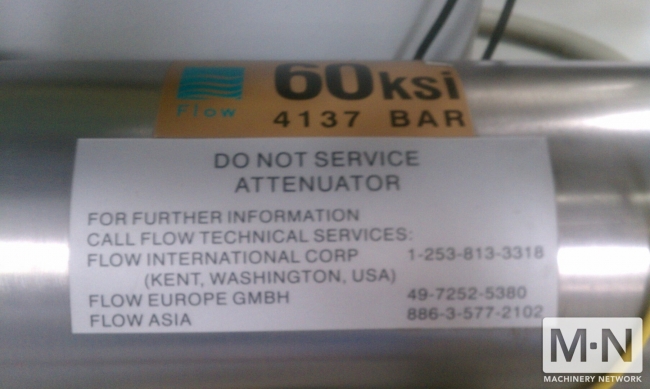 60ksi
Flow
4137 BAR
DO NOT SERVICE
ATTENUATOR
FOR FURTHER INFORMATION
CALL FLOW TECHNICAL SERVICES:
FLOW INTERNATIONAL CORP 1-253-813-3318
(KENT, WASHINGTON, USA)
FLOW EUROPE GMBH 49-7252-5380
FLOW ASIA 886-3-577-2102
M·N
MACHINERY NETWORK